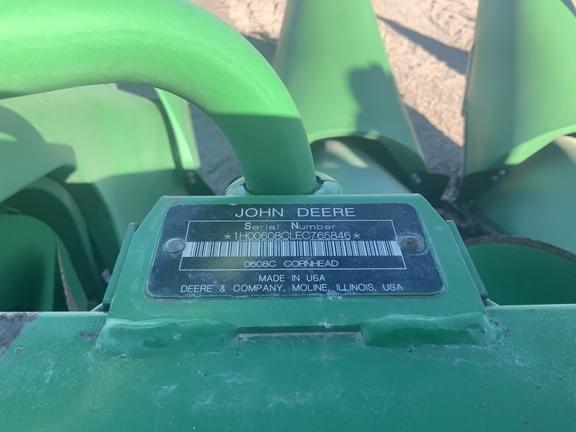 JOHN DEERE
Serial Number
*1H00608CLEC765846*
0608C CORNHEAD
MADE IN USA
DEERE & COMPANY, MOLINE, ILLINOIS, USA